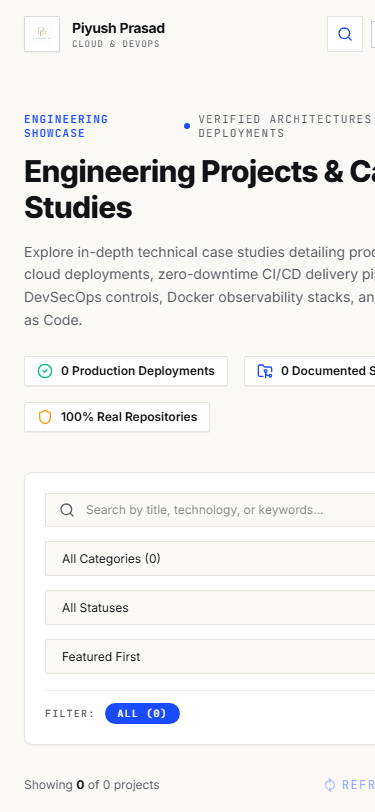 Piyush Prasad
CLOUD & DEVOPS
ENGINEERING
SHOWCASE
VERIFIED ARCHITECTURES
DEPLOYMENTS
Engineering Projects & Ca
Studies
Explore in-depth technical case studies detailing
cloud deployments, zero-downtime CI/CD delivery
DevSecOps controls, Docker observability stacks,
as Code.
0 Production Deployments
0 Documented
100% Real Repositories
Search by title, technology, or keywords...
All Categories (0)
All Statuses
Featured First
FILTER:
ALL (0)
Showing 0 of 0 projects
REFR